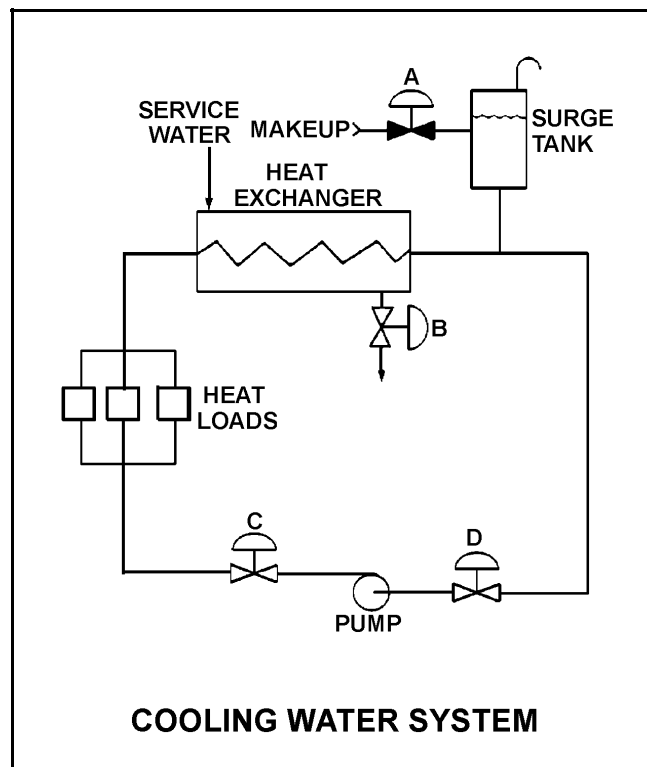 A
SERVICE
WATER
MAKEUP
SURGE
TANK
HEAT
EXCHANGER
B
HEAT
LOADS
C
D
PUMP
COOLING WATER SYSTEM